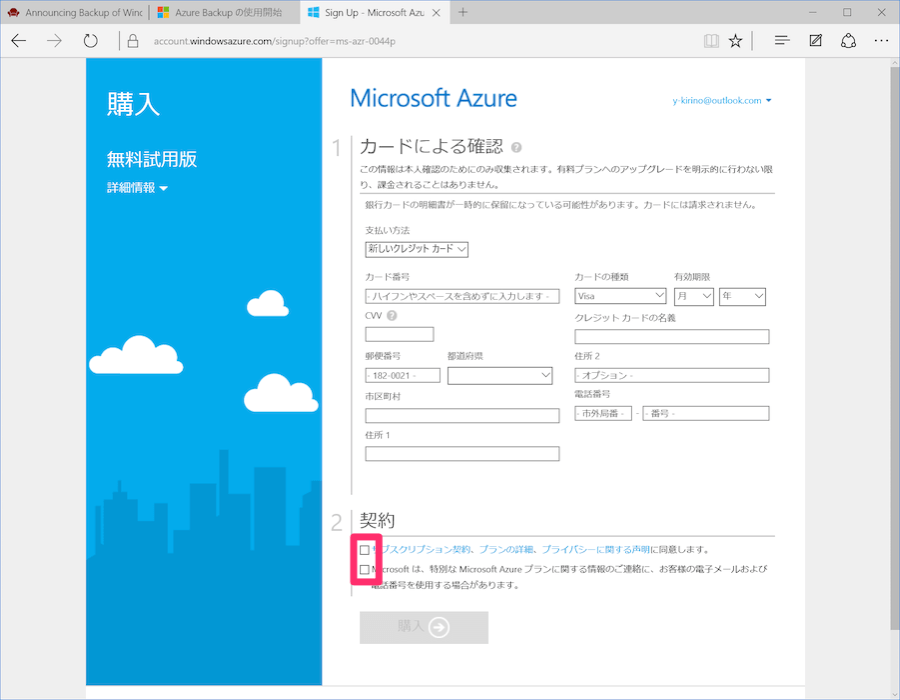 Announcing Backup of Wind
Azure Backup の使用開始
Sign Up - Microsoft Azu
account.windowsazure.com/signup?offer=ms-azr-0044p
購入
無料試用版
詳細情報
Microsoft Azure
y-kirino@outlook.com
1 カードによる確認 ?
この情報は本人確認のためにのみ収集されます。有料プランへのアップグレードを明示的に行わない限
り、課金されることはありません。
銀行カードの明細書が一時的に保留になっている可能性があります。カードには請求されません。
支払い方法
新しいクレジット カード
カード番号 カードの種類 有効期限
- ハイフンやスペースを含めずに入力します - Visa 月 年
CVV ? クレジット カードの名義
郵便番号 都道府県 住所 2
- 182-0021 - - オプション -
市区町村 電話番号
- 市外局番 - - - 番号 -
住所 1
2 契約
サブスクリプション契約、プランの詳細、プライバシーに関する声明に同意します。
Microsoft は、特別な Microsoft Azure プランに関する情報のご連絡に、お客様の電子メールおよび
電話番号を使用する場合があります。
購入